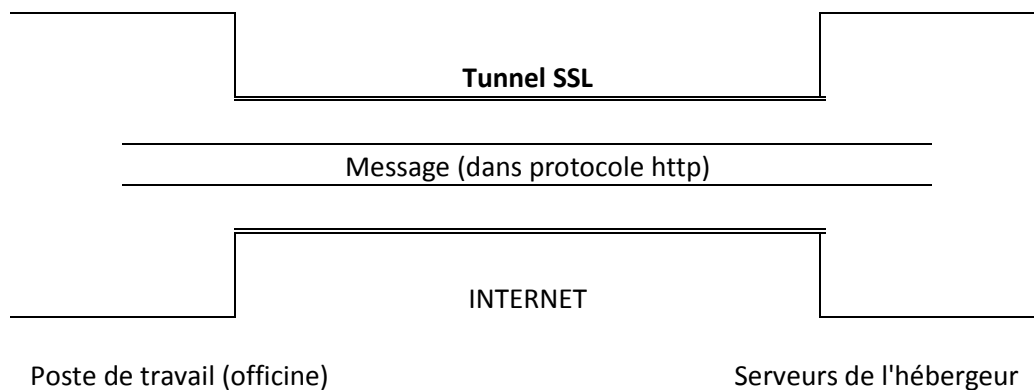 Tunnel SSL
Message (dans protocole http)
INTERNET
Poste de travail (officine)
Serveurs de l'hébergeur